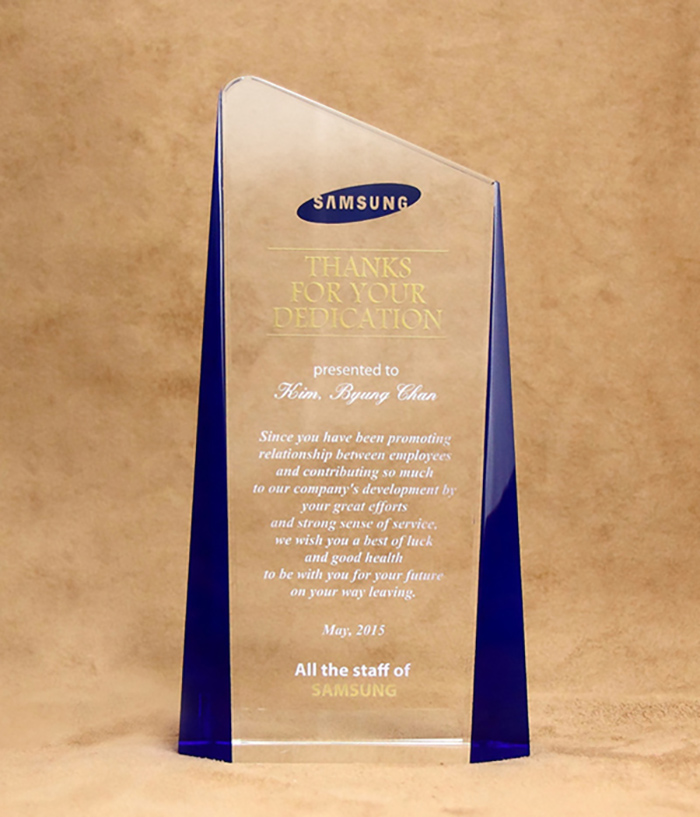 SAMSUNG
THANKS
FOR YOUR
DEDICATION
presented to
Kim, Byung Chan
Since you have been promoting
relationship between employees
and contributing so much
to our company's development by
your great efforts
and strong sense of service,
we wish you a best of luck
and good health
to be with you for your future
on your way leaving.
May, 2015
All the staff of
SAMSUNG